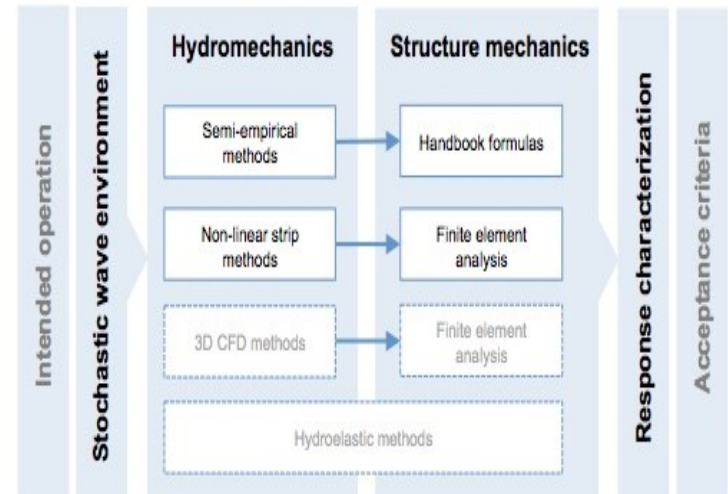 Intended operation
Stochastic wave environment
Hydromechanics
Structure mechanics
Semi-empirical
methods
Handbook formulas
Non-linear strip
methods
Finite element
analysis
3D CFD methods
Finite element
analysis
Hydroelastic methods
Response characterization
Acceptance criteria